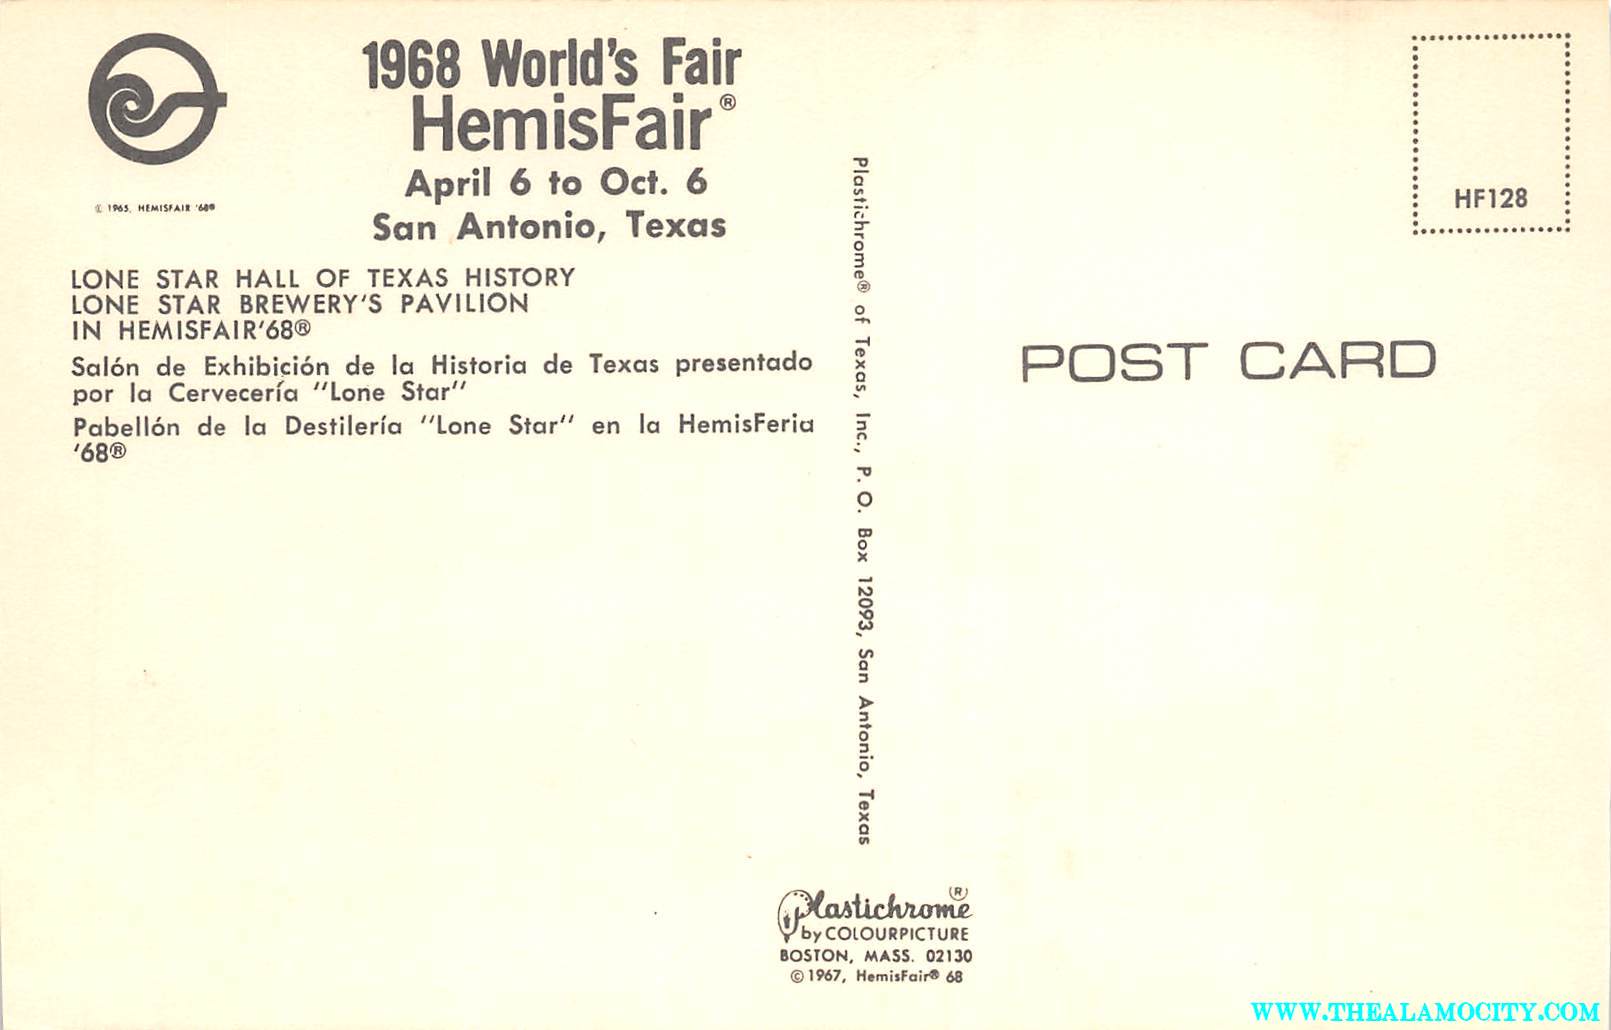 1968 World's Fair
HemisFair®
April 6 to Oct. 6
San Antonio, Texas
© 1965, HEMISFAIR '68®
LONE STAR HALL OF TEXAS HISTORY
LONE STAR BREWERY'S PAVILION
IN HEMISFAIR'68®
Salón de Exhibición de la Historia de Texas presentado
por la Cervecería "Lone Star"
Pabellón de la Destilería "Lone Star" en la HemisFeria
'68®
Plastichrome® of Texas, Inc., P. O. Box 12093, San Antonio, Texas
HF128
POST CARD
Plastichrome (R)
by COLOURPICTURE
BOSTON, MASS. 02130
© 1967, HemisFair® 68
WWW.THEALAMOCITY.COM